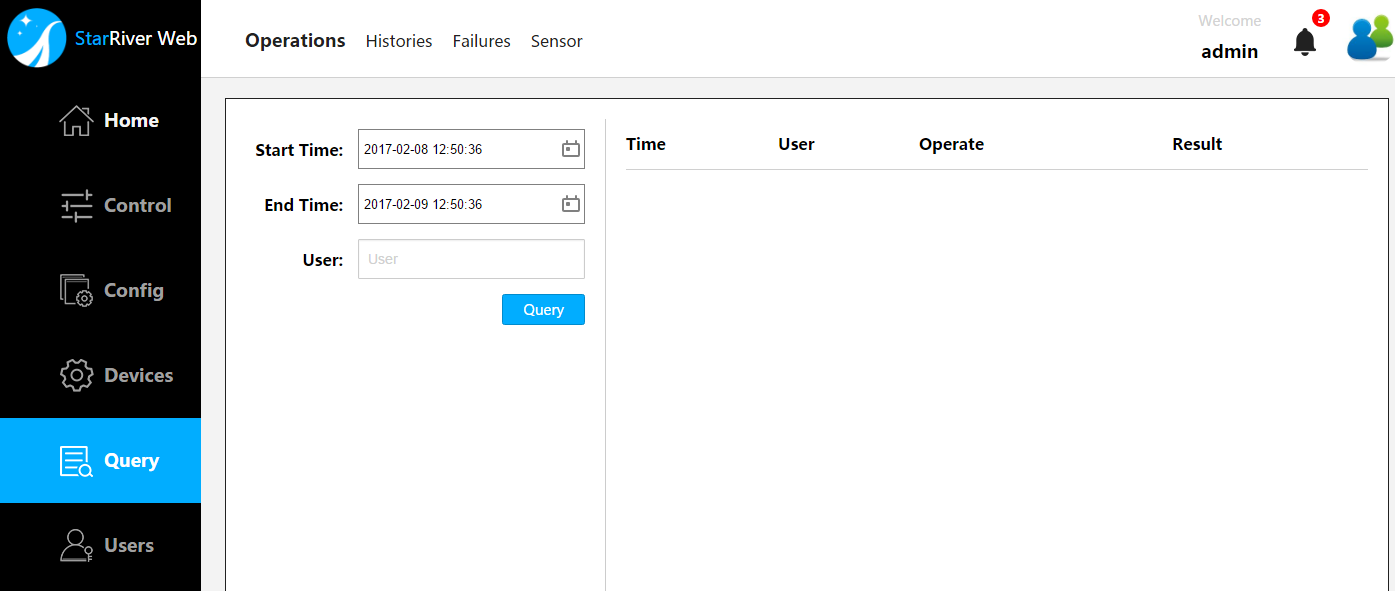 StarRiver Web
Operations Histories Failures Sensor
Welcome
admin
3
Home
Control
Config
Devices
Query
Users
Start Time: 2017-02-08 12:50:36
End Time: 2017-02-09 12:50:36
User: User
Query
Time User Operate Result